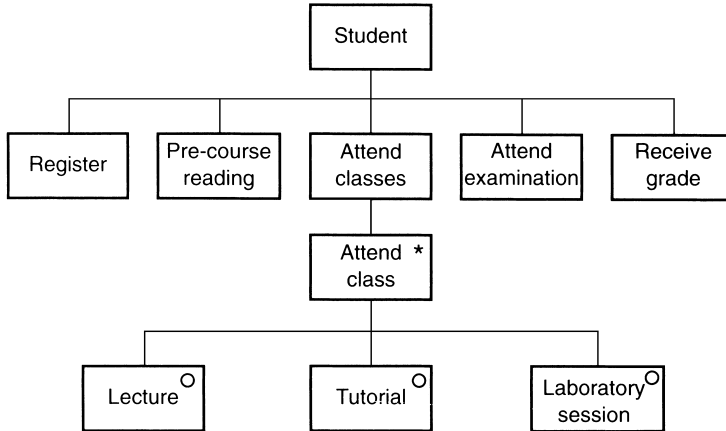 Student
Register
Pre-course
reading
Attend
classes
Attend
examination
Receive
grade
Attend *
class
Lecture
Tutorial
Laboratory
session